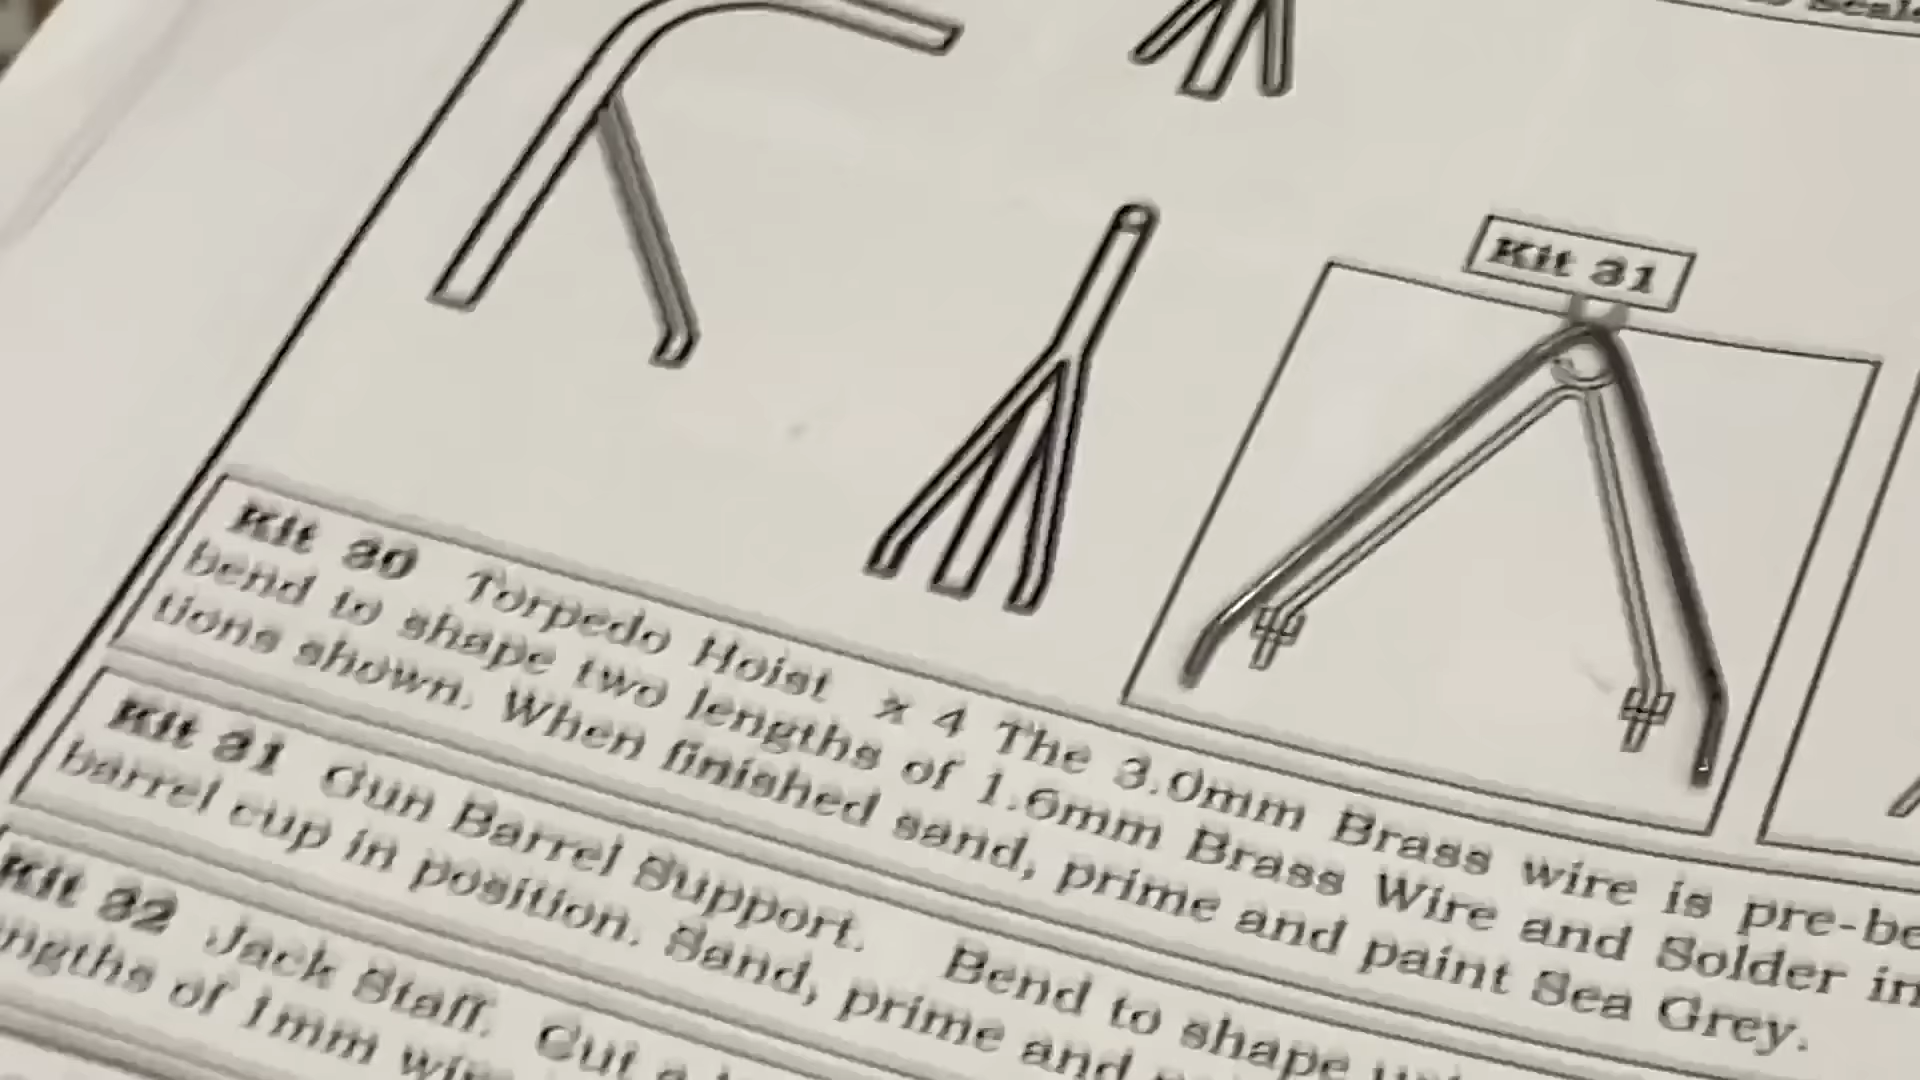 Scale
Kit 31
Kit 30 Torpedo Hoist x 4 The 3.0mm Brass wire is pre-be
bend to shape two lengths of 1.6mm Brass Wire and Solder in
tions shown. When finished sand, prime and paint Sea Grey.
Kit 31 Gun Barrel Support. Bend to shape
barrel cup in position. Sand, prime and
Kit 32 Jack Staff. Cut a
ngths of 1mm wire